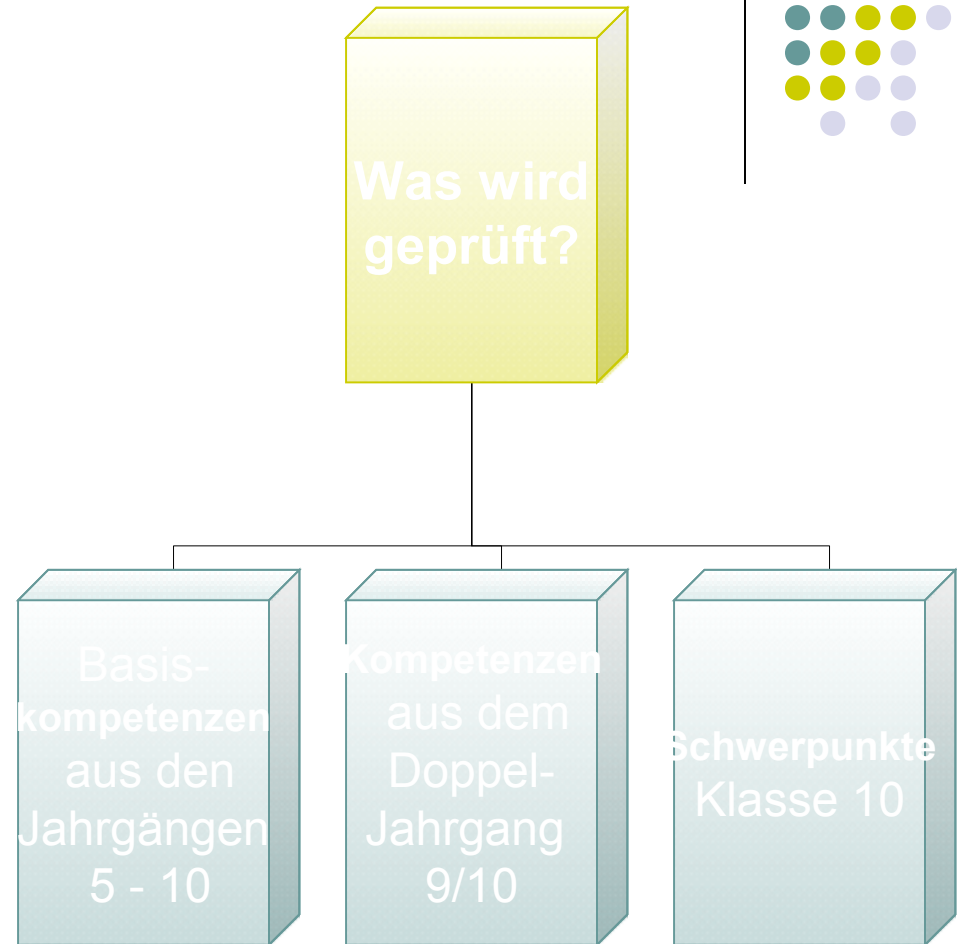 Was wird
geprüft?
Basis-
kompetenzen
aus den
Jahrgängen
5 - 10
Kompetenzen
aus dem
Doppel-
Jahrgang
9/10
Schwerpunkte
Klasse 10